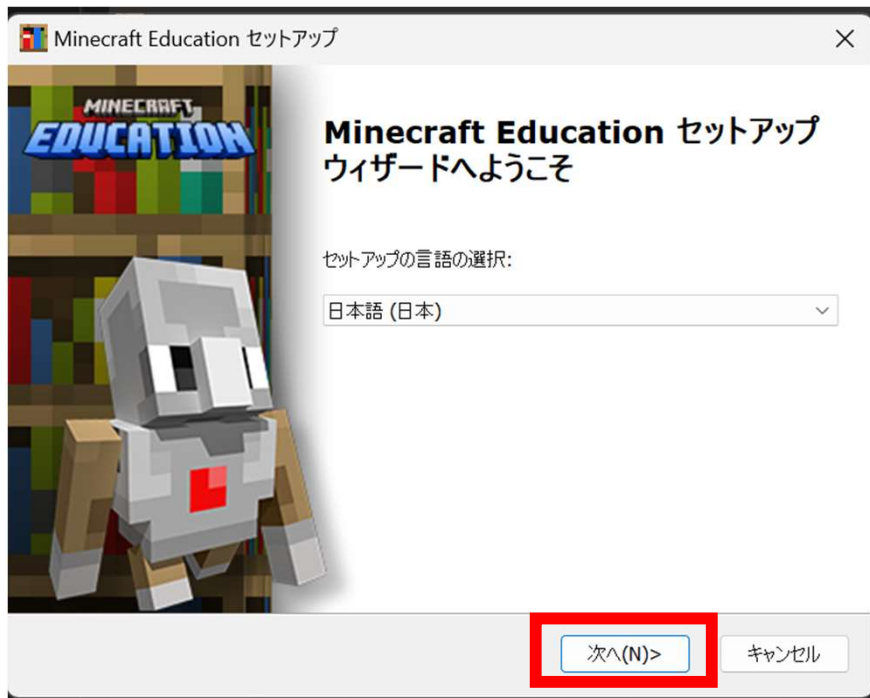 Minecraft Education セットアップ
MINECRAFT
EDUCATION
Minecraft Education セットアップ
ウィザードへようこそ
セットアップの言語の選択:
日本語 (日本)
次へ(N)>
キャンセル